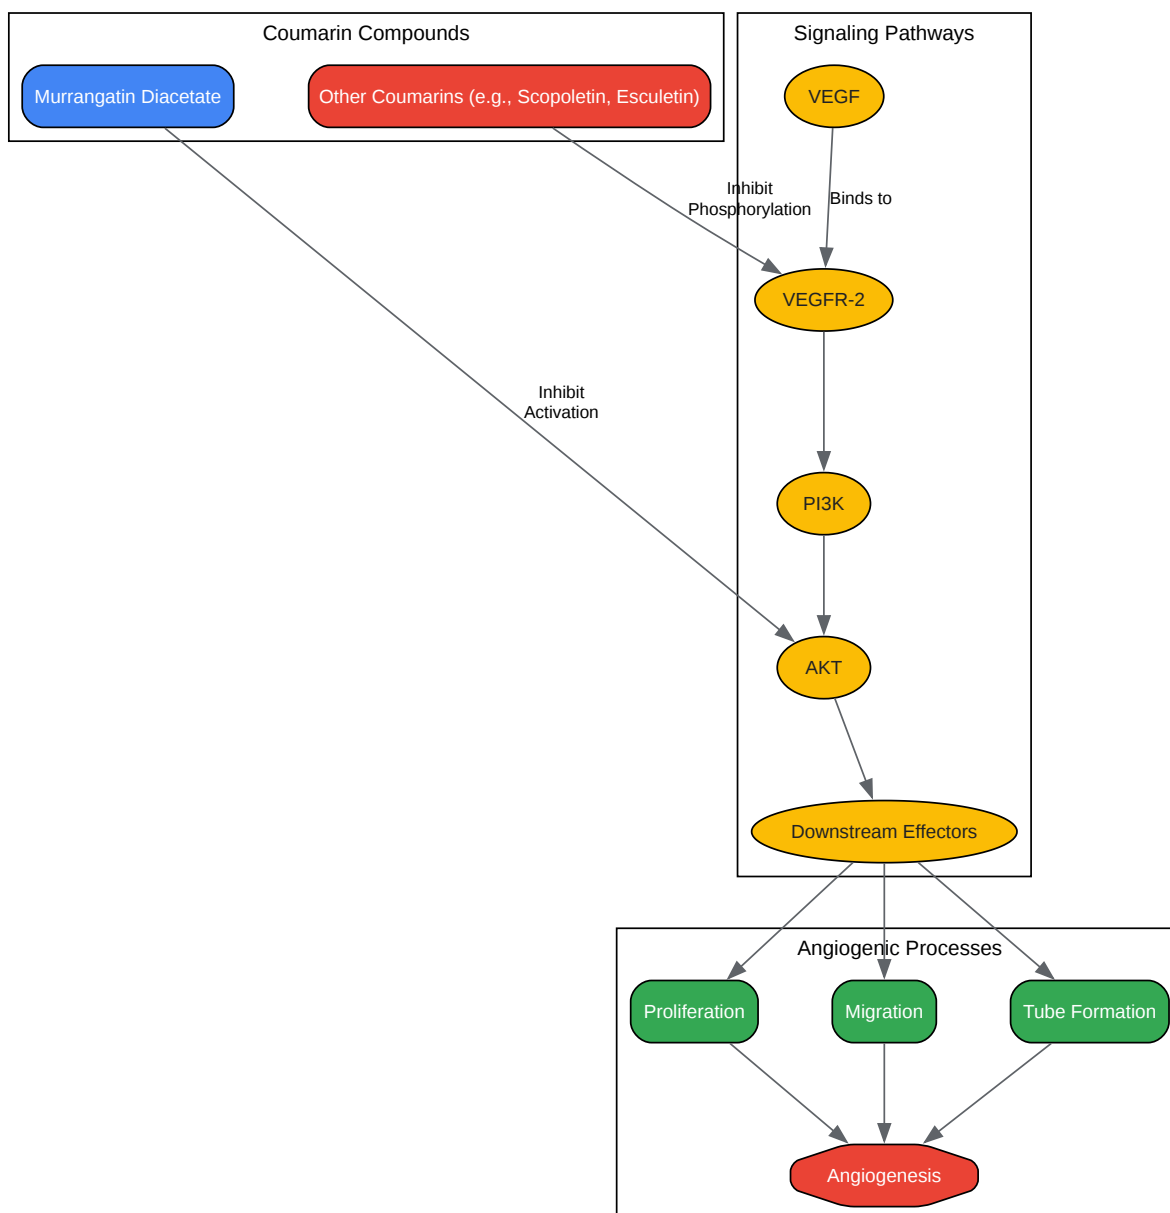 Coumarin Compounds
Signaling Pathways
Murrangatin Diacetate
Other Coumarins (e.g., Scopoletin, Esculetin)
VEGF
Inhibit
Phosphorylation
Binds to
VEGFR-2
Inhibit
Activation
PI3K
AKT
Downstream Effectors
Angiogenic Processes
Proliferation
Migration
Tube Formation
Angiogenesis